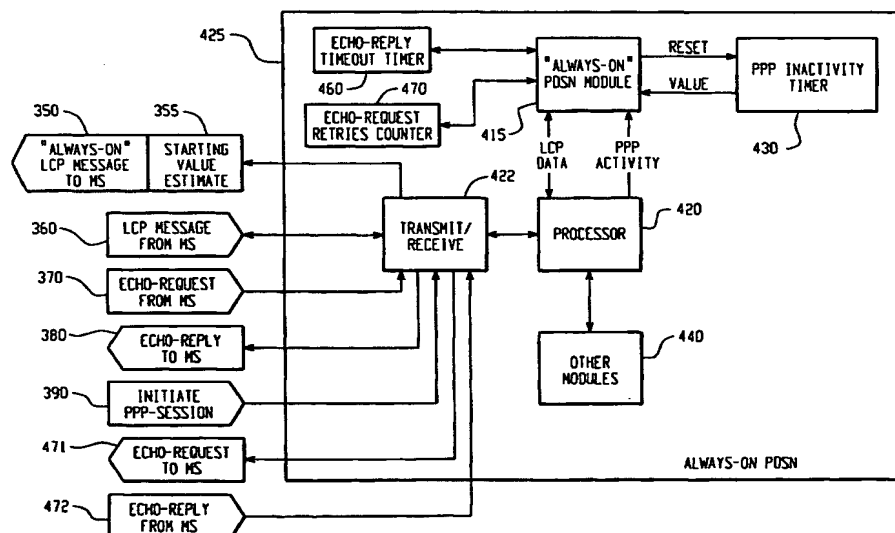 425
ECHO-REPLY
TIMEOUT TIMER
460
470
ECHO-REQUEST
RETRIES COUNTER
"ALWAYS-ON"
PDSN MODULE
415
RESET
VALUE
PPP INACTIVITY
TIMER
430
350
355
"ALWAYS-ON"
LCP MESSAGE
TO MS
STARTING
VALUE
ESTIMATE
LCP
DATA
PPP
ACTIVITY
422
TRANSMIT/
RECEIVE
420
PROCESSOR
360
LCP MESSAGE
FROM MS
370
ECHO-REQUEST
FROM MS
380
ECHO-REPLY
TO MS
440
OTHER
MODULES
390
INITIATE
PPP-SESSION
471
ECHO-REQUEST
TO MS
ALWAYS-ON PDSN
472
ECHO-REPLY
FROM MS